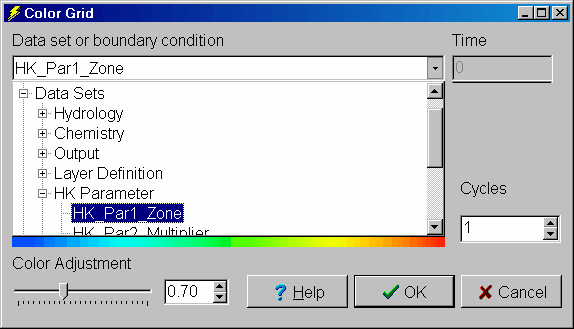 Color Grid
Data set or boundary condition
Time
HK_Par1_Zone
0
Data Sets
Hydrology
Chemistry
Output
Layer Definition
HK Parameter
HK_Par1_Zone
HK_Par2_Multiplier
Cycles
1
Color Adjustment
0.70
? Help
OK
Cancel